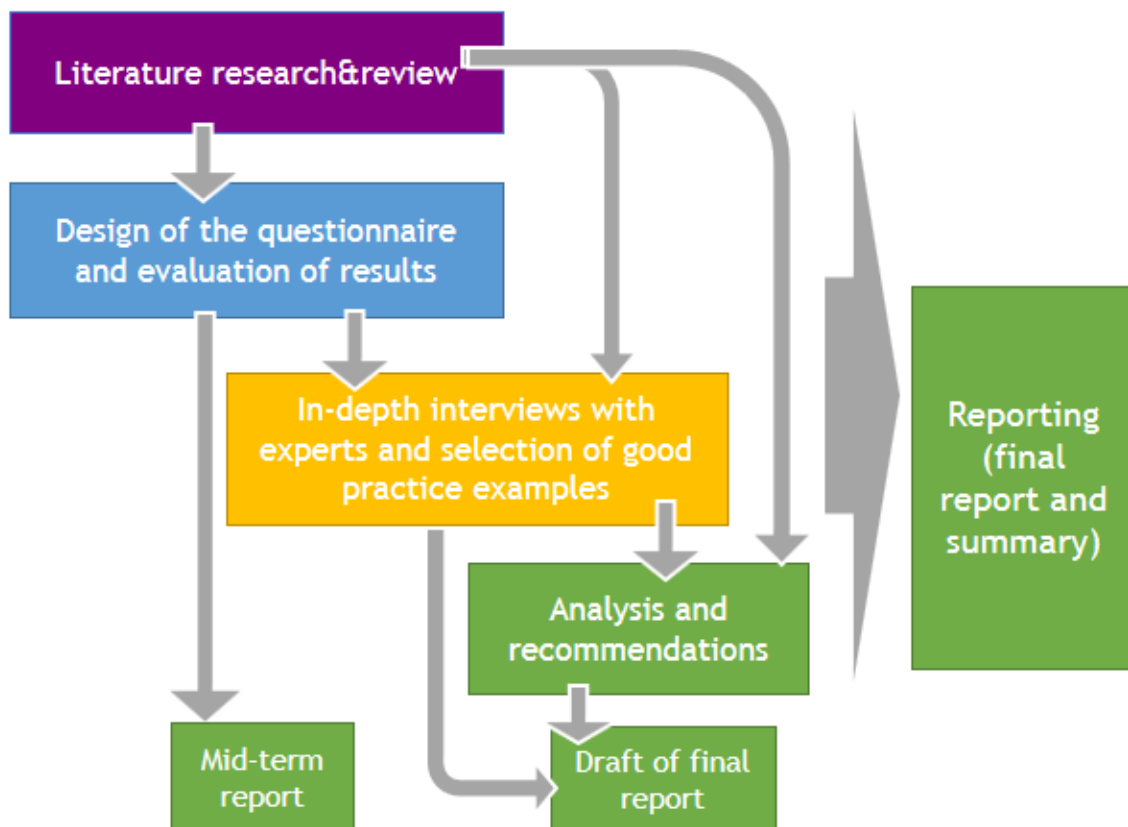 Literature research&review
Design of the questionnaire
and evaluation of results
In-depth interviews with
experts and selection of good
practice examples
Analysis and
recommendations
Mid-term
report
Draft of final
report
Reporting
(final
report and
summary)